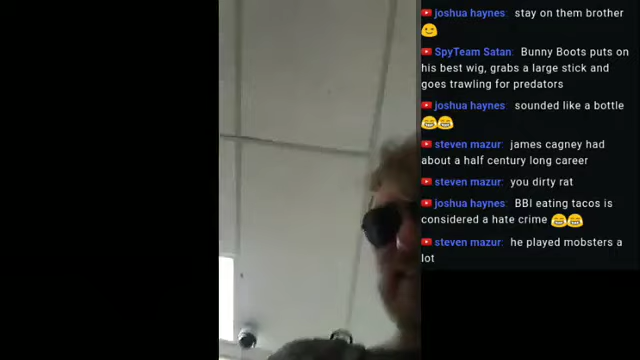 joshua haynes: stay on them brother
SpyTeam Satan: Bunny Boots puts on
his best wig, grabs a large stick and
goes trawling for predators
joshua haynes: sounded like a bottle
steven mazur: james cagney had
about a half century long career
steven mazur: you dirty rat
joshua haynes: BBI eating tacos is
considered a hate crime
steven mazur: he played mobsters a
lot